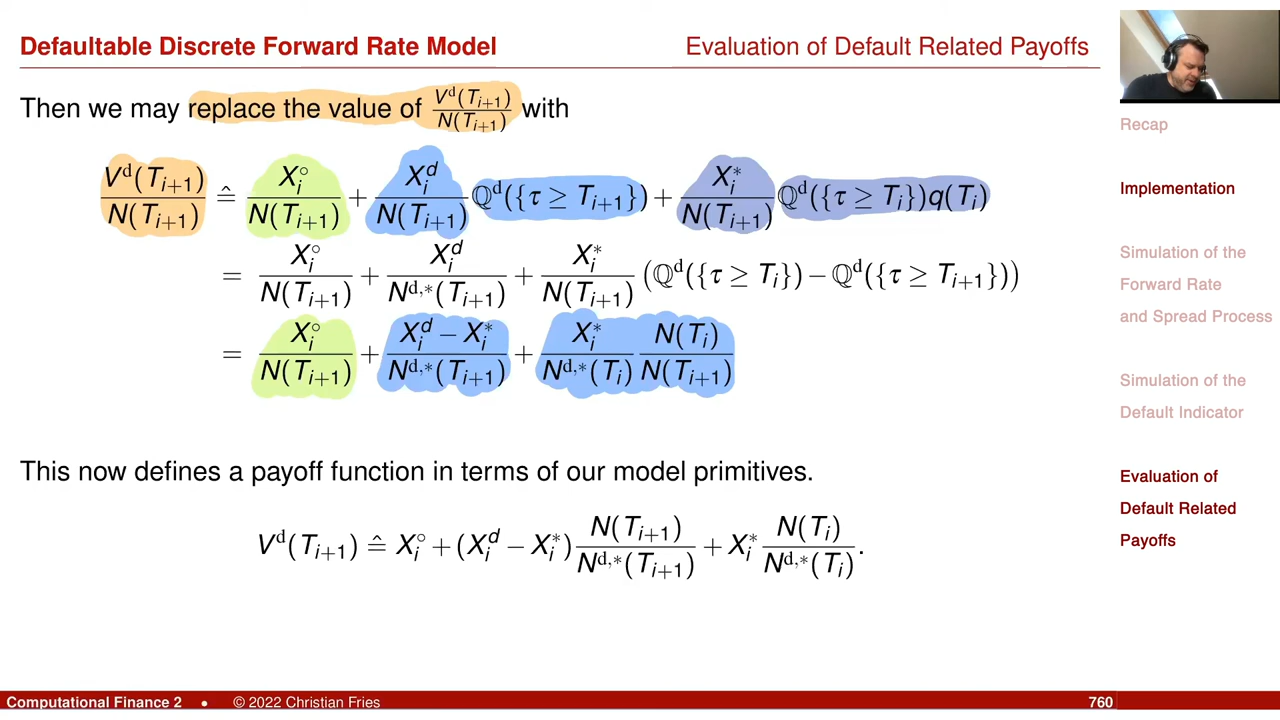 Defaultable Discrete Forward Rate Model Evaluation of Default Related Payoffs
Then we may replace the value of V^d(T_{i+1}) / N(T_{i+1}) with
V^d(T_{i+1}) / N(T_{i+1}) ≙ X_i^∘ / N(T_{i+1}) + X_i^d / N(T_{i+1}) ℚ^d({τ ≥ T_{i+1}}) + X_i^* / N(T_{i+1}) ℚ^d({τ ≥ T_i})q(T_i)
= X_i^∘ / N(T_{i+1}) + X_i^d / N^{d,*}(T_{i+1}) + X_i^* / N(T_{i+1}) (ℚ^d({τ ≥ T_i}) − ℚ^d({τ ≥ T_{i+1}}))
= X_i^∘ / N(T_{i+1}) + X_i^d − X_i^* / N^{d,*}(T_{i+1}) + X_i^* / N^{d,*}(T_i) N(T_i) / N(T_{i+1})
This now defines a payoff function in terms of our model primitives.
V^d(T_{i+1}) ≙ X_i^∘ + (X_i^d − X_i^*) N(T_{i+1}) / N^{d,*}(T_{i+1}) + X_i^* N(T_i) / N^{d,*}(T_i).
Recap
Implementation
Simulation of the
Forward Rate
and Spread Process
Simulation of the
Default Indicator
Evaluation of
Default Related
Payoffs
Computational Finance 2 • © 2022 Christian Fries 760